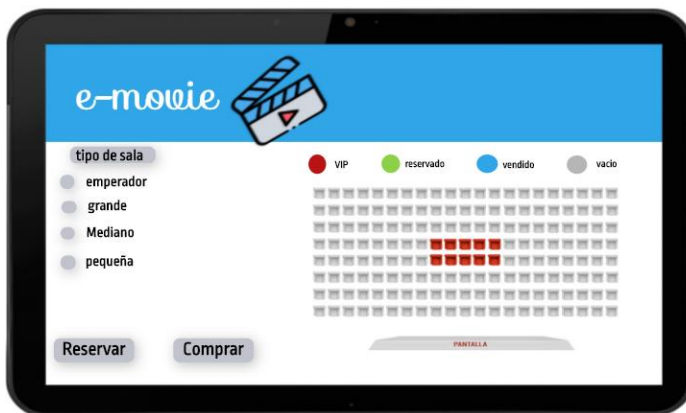 e-movie
tipo de sala
emperador
grande
Mediano
pequeña
Reservar
Comprar
VIP reservado vendido vacio
PANTALLA